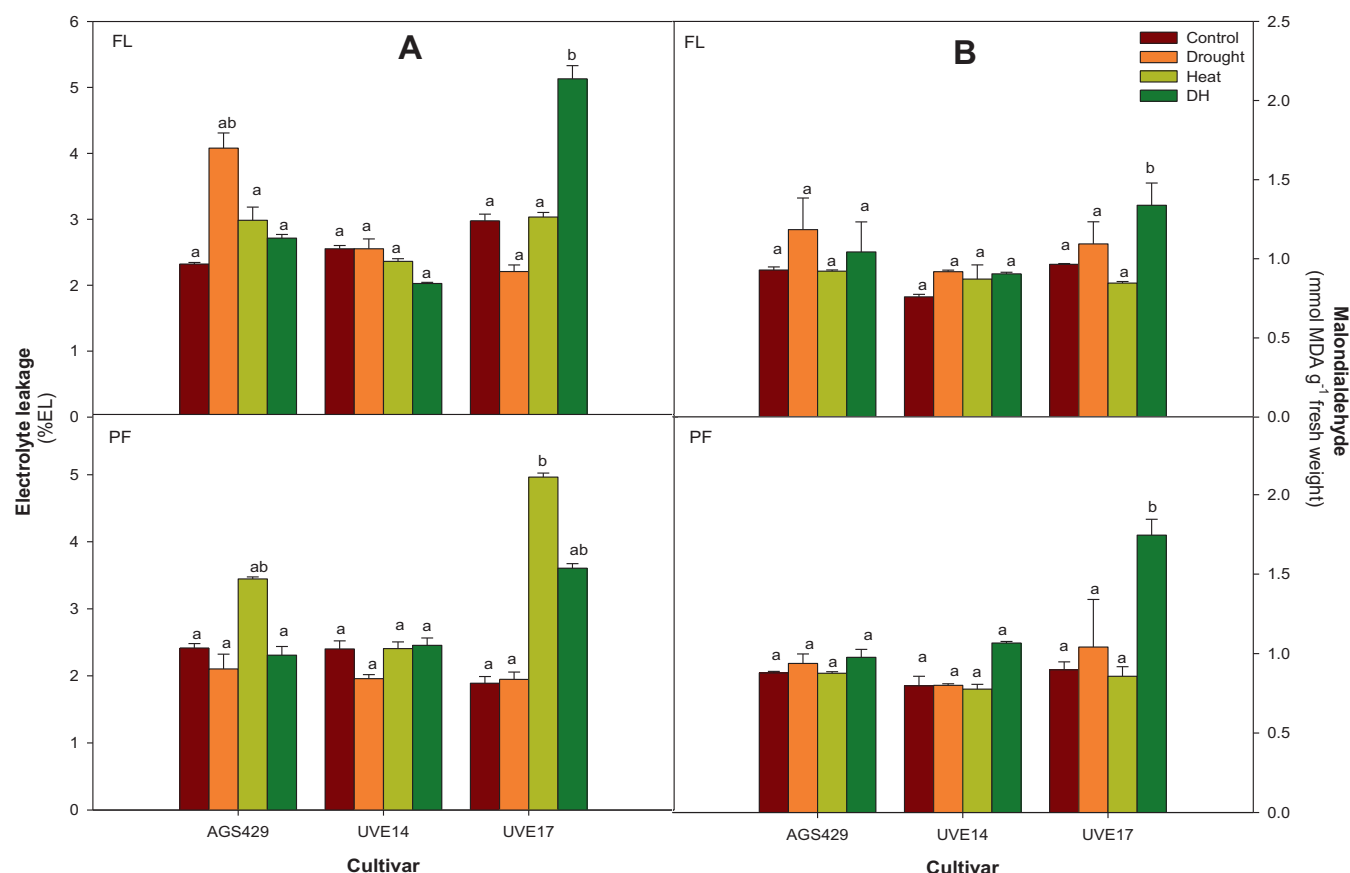 FL
A
6
5
4
3
2
1
0
ab
a
a
a
a
a
a
a
a
a
a
b
FL
B
Control
Drought
Heat
DH
2.5
2.0
1.5
1.0
0.5
0.0
a
a
a
a
a
a
a
a
a
a
a
b
Electrolyte leakage
(%EL)
Malondialdehyde
(mmol MDA g⁻¹ fresh weight)
PF
5
4
3
2
1
0
a
a
ab
a
a
a
a
a
a
a
b
ab
AGS429
UVE14
UVE17
Cultivar
PF
2.0
1.5
1.0
0.5
0.0
a
a
a
a
a
a
a
a
a
a
a
b
AGS429
UVE14
UVE17
Cultivar